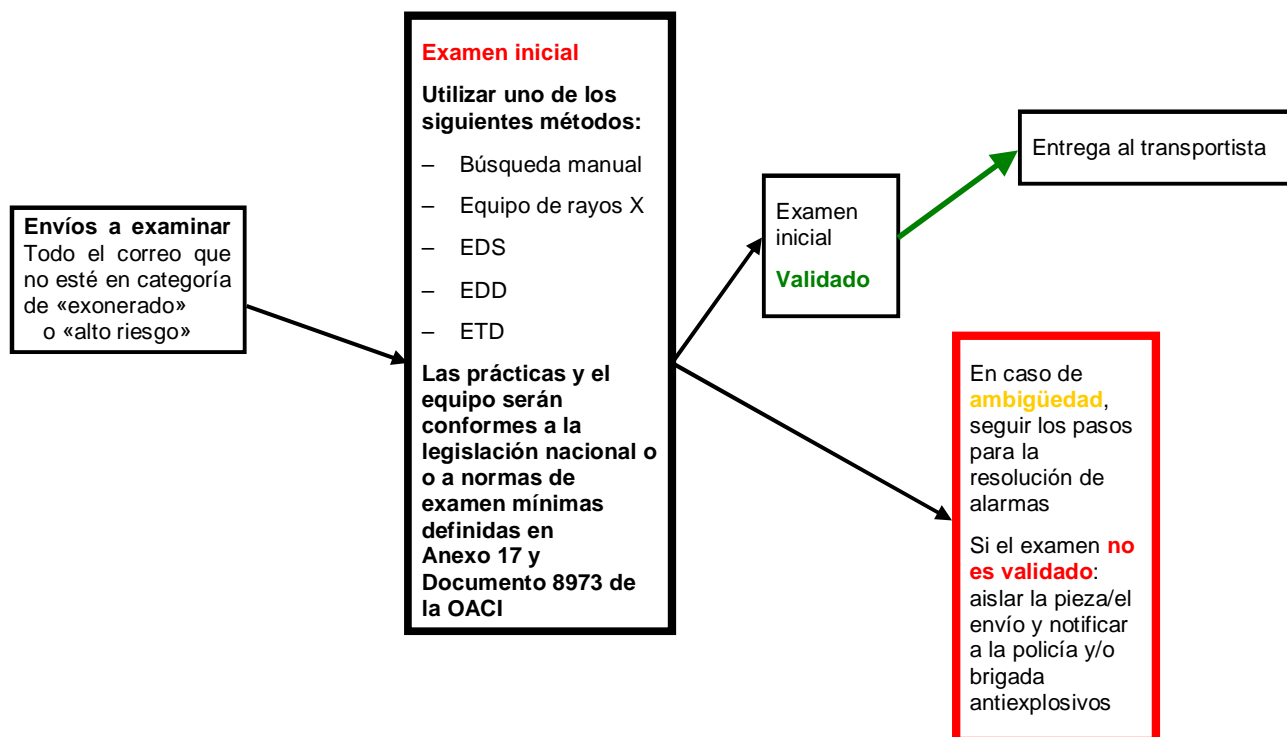 Envíos a examinar
Todo el correo que
no esté en categoría
de «exonerado»
o «alto riesgo»
Examen inicial
Utilizar uno de los
siguientes métodos:
– Búsqueda manual
– Equipo de rayos X
– EDS
– EDD
– ETD
Las prácticas y el
equipo serán
conformes a la
legislación nacional o
o a normas de
examen mínimas
definidas en
Anexo 17 y
Documento 8973 de
la OACI
Examen
inicial
Validado
Entrega al transportista
En caso de
ambigüedad,
seguir los pasos
para la
resolución de
alarmas
Si el examen no
es validado:
aislar la pieza/el
envío y notificar
a la policía y/o
brigada
antiexplosivos